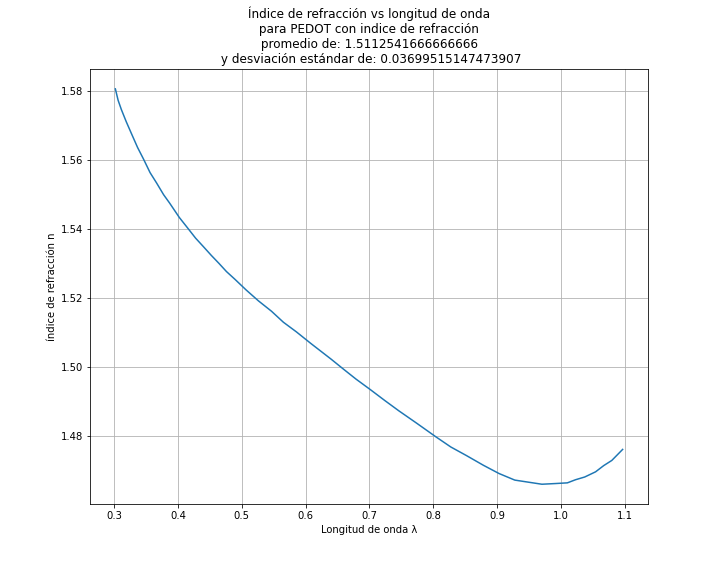 Índice de refracción vs longitud de onda
para PEDOT con indice de refracción
promedio de: 1.5112541666666666
y desviación estándar de: 0.03699515147473907
1.58
1.56
1.54
1.52
1.50
1.48
índice de refracción n
0.3 0.4 0.5 0.6 0.7 0.8 0.9 1.0 1.1
Longitud de onda λ